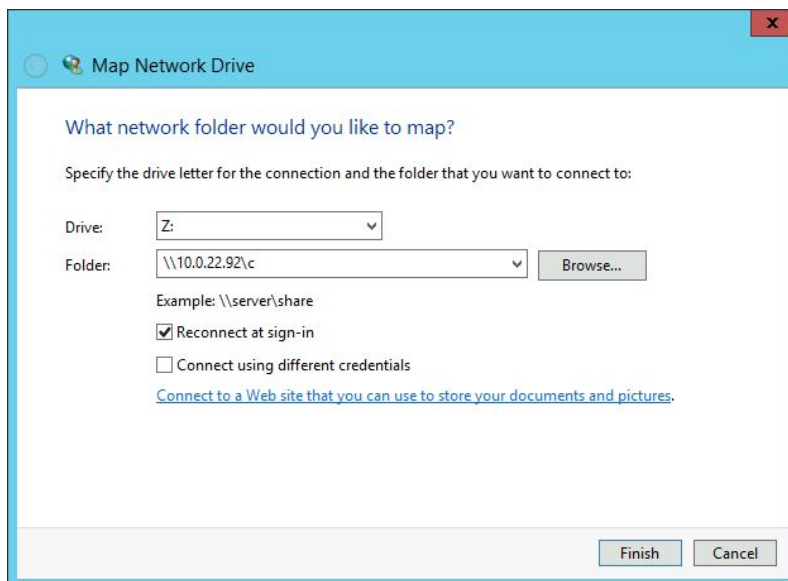 x
Map Network Drive
What network folder would you like to map?
Specify the drive letter for the connection and the folder that you want to connect to:
Drive: Z:
Folder: \\10.0.22.92\c Browse...
Example: \\server\share
Reconnect at sign-in
Connect using different credentials
Connect to a Web site that you can use to store your documents and pictures.
Finish Cancel